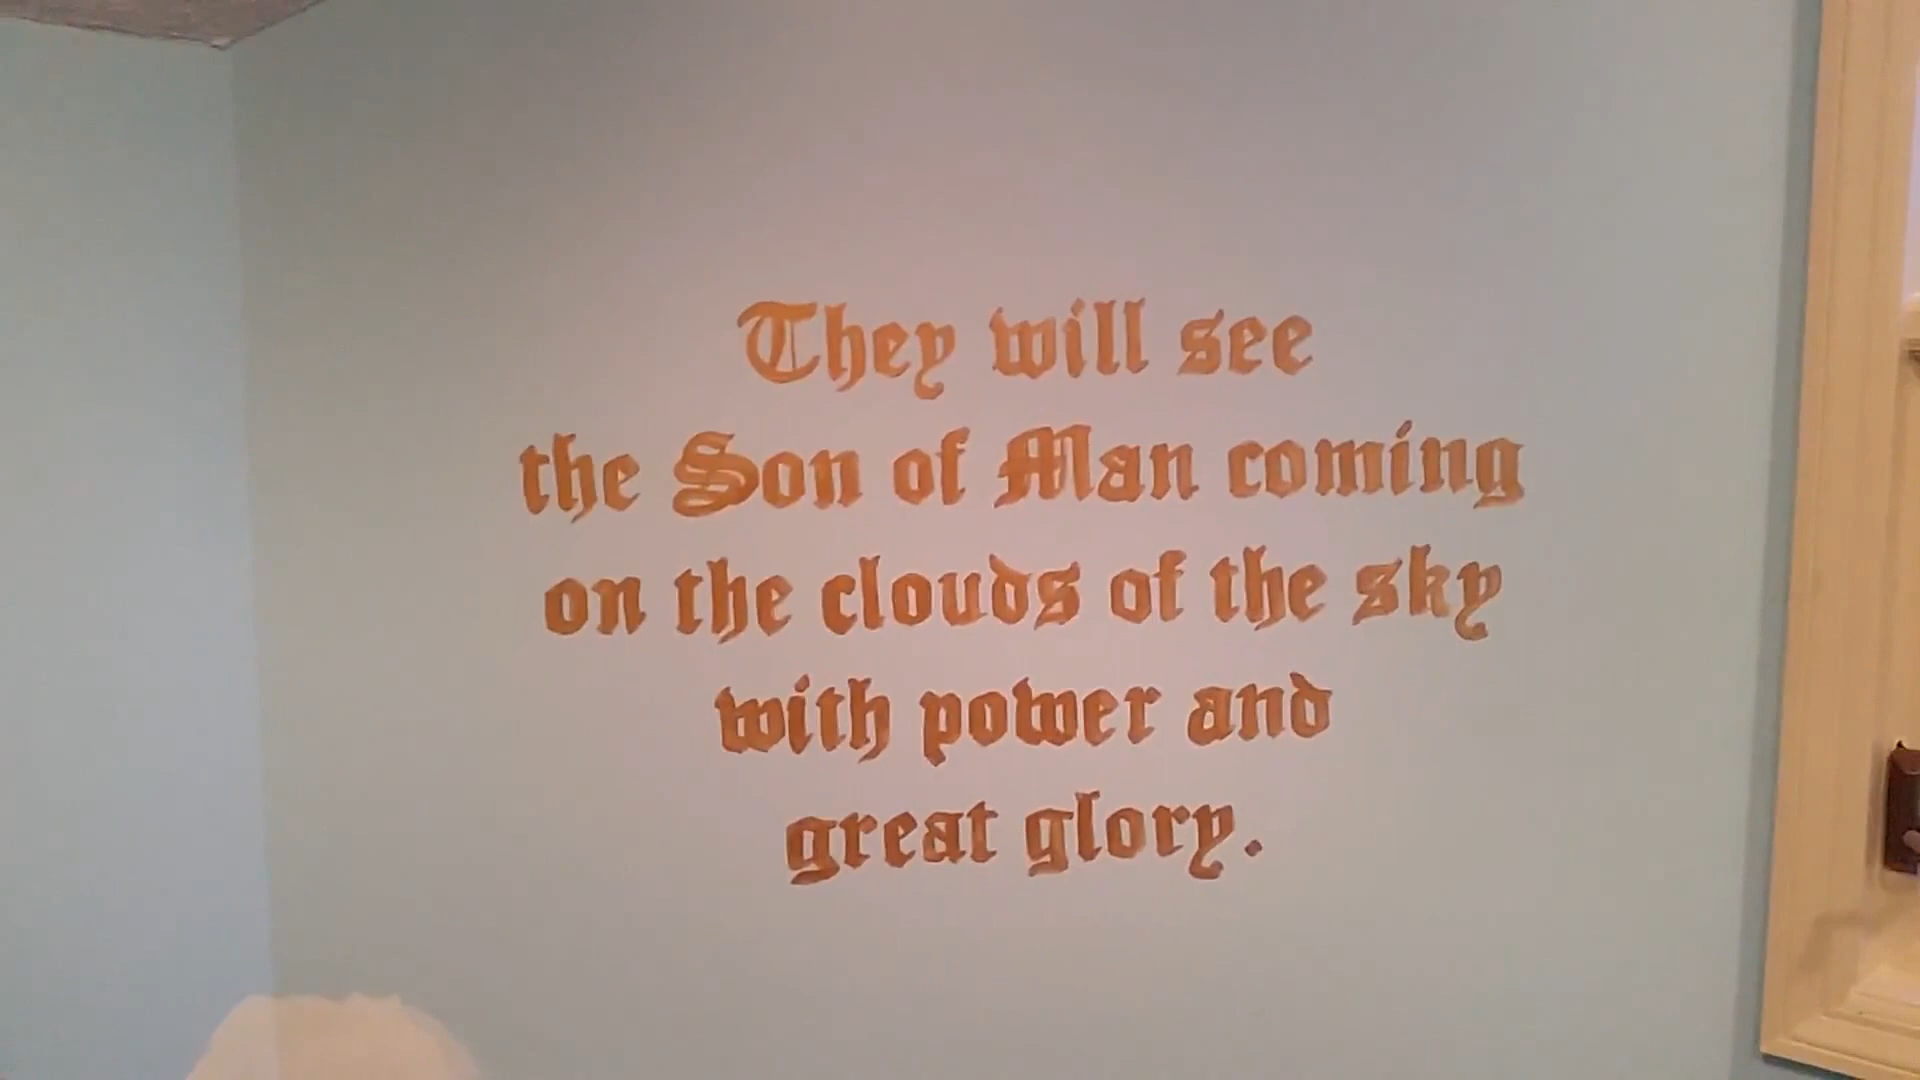 They will see
the Son of Man coming
on the clouds of the sky
with power and
great glory.